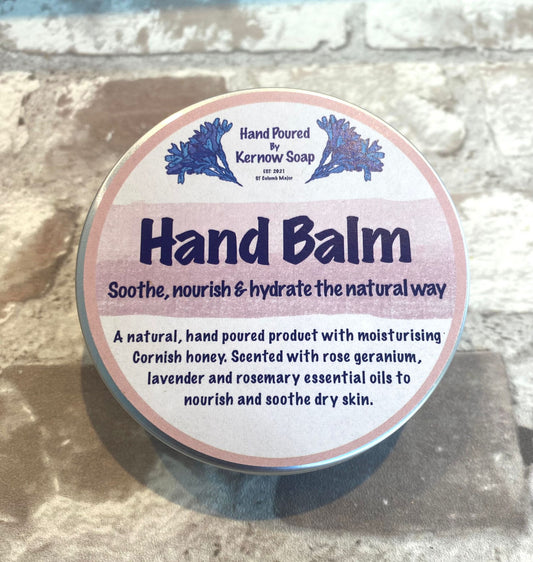 Hand Poured
By
Kernow Soap
EST 2021
St Columb Major
Hand Balm
Soothe, nourish & hydrate the natural way
A natural, hand poured product with moisturising
Cornish honey. Scented with rose geranium,
lavender and rosemary essential oils to
nourish and soothe dry skin.